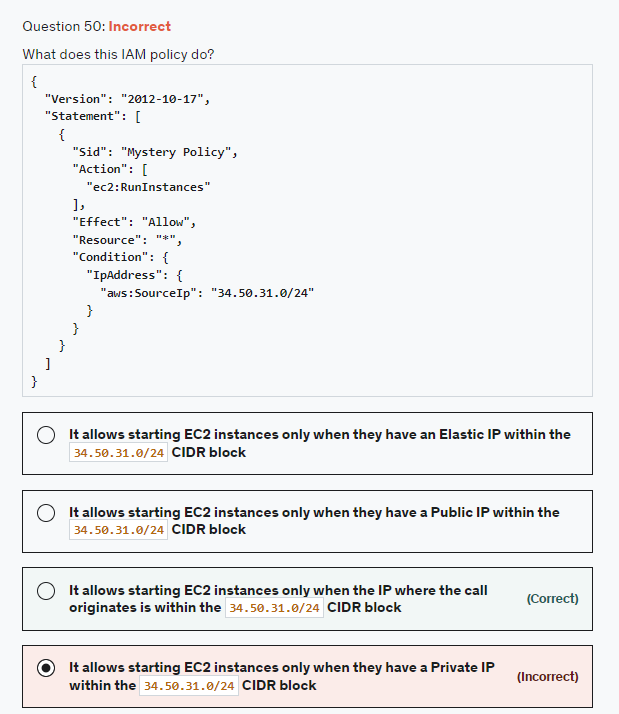 Question 50: Incorrect
What does this IAM policy do?
{
"Version": "2012-10-17",
"Statement": [
{
"Sid": "Mystery Policy",
"Action": [
"ec2:RunInstances"
],
"Effect": "Allow",
"Resource": "*",
"Condition": {
"IpAddress": {
"aws:SourceIp": "34.50.31.0/24"
}
}
}
]
}
It allows starting EC2 instances only when they have an Elastic IP within the
34.50.31.0/24 CIDR block
It allows starting EC2 instances only when they have a Public IP within the
34.50.31.0/24 CIDR block
It allows starting EC2 instances only when the IP where the call
originates is within the 34.50.31.0/24 CIDR block
(Correct)
It allows starting EC2 instances only when they have a Private IP
within the 34.50.31.0/24 CIDR block
(Incorrect)